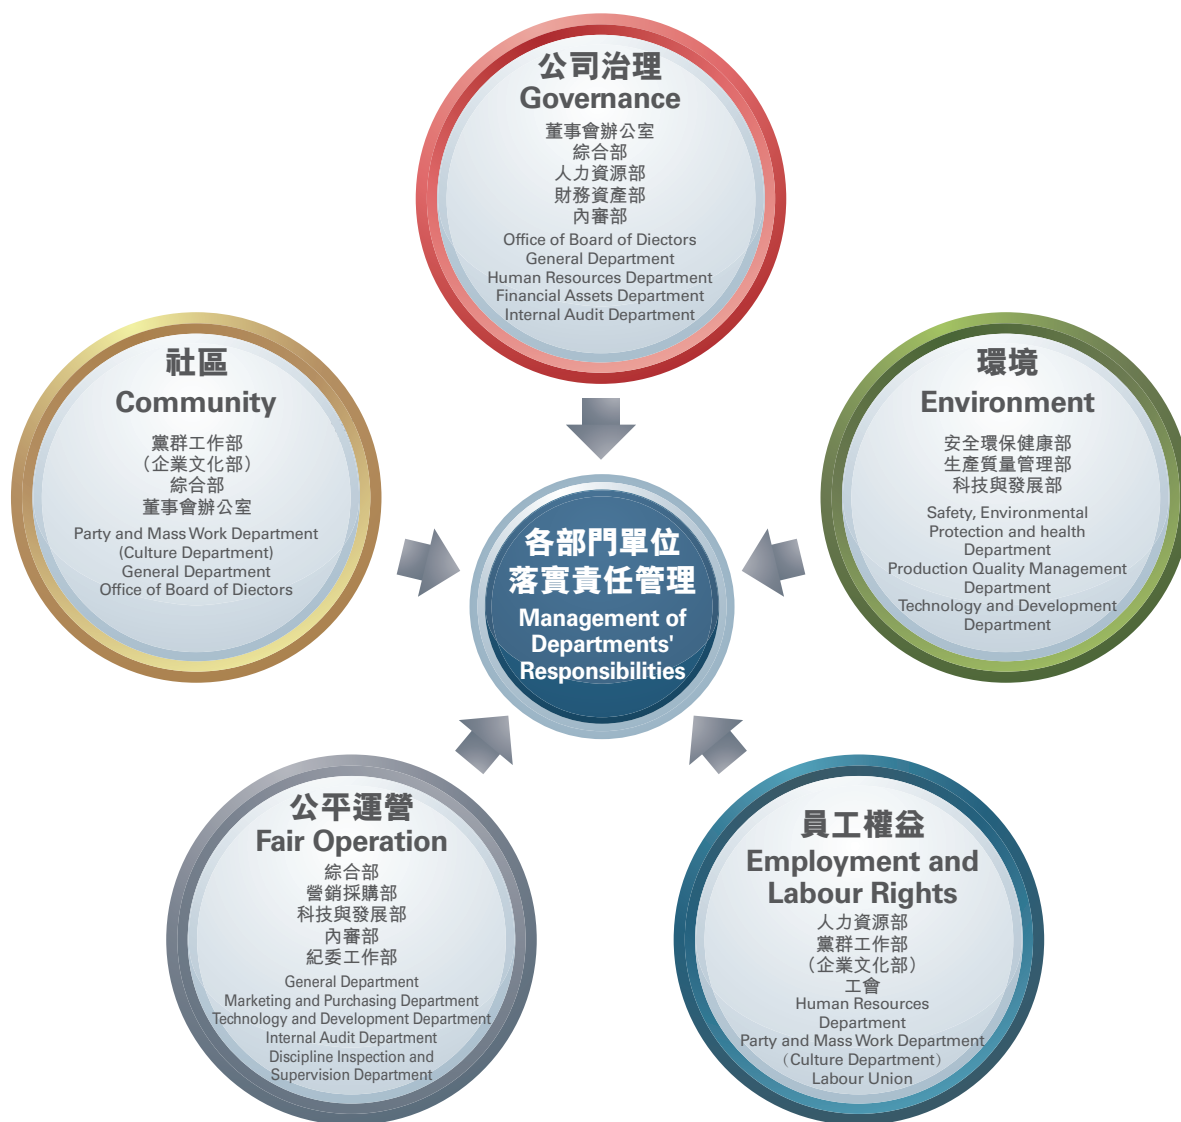 公司治理
Governance
董事會辦公室
綜合部
人力資源部
財務資產部
內審部
Office of Board of Diectors
General Department
Human Resources Department
Financial Assets Department
Internal Audit Department
社區
Community
黨群工作部
（企業文化部）
綜合部
董事會辦公室
Party and Mass Work Department
(Culture Department)
General Department
Office of Board of Diectors
環境
Environment
安全環保健康部
生產質量管理部
科技與發展部
Safety, Environmental
Protection and health
Department
Production Quality Management
Department
Technology and Development
Department
各部門單位
落實責任管理
Management of
Departments'
Responsibilities
公平運營
Fair Operation
綜合部
營銷採購部
科技與發展部
內審部
紀委工作部
General Department
Marketing and Purchasing Department
Technology and Development Department
Internal Audit Department
Discipline Inspection and
Supervision Department
員工權益
Employment and
Labour Rights
人力資源部
黨群工作部
（企業文化部）
工會
Human Resources
Department
Party and Mass Work Department
（Culture Department）
Labour Union